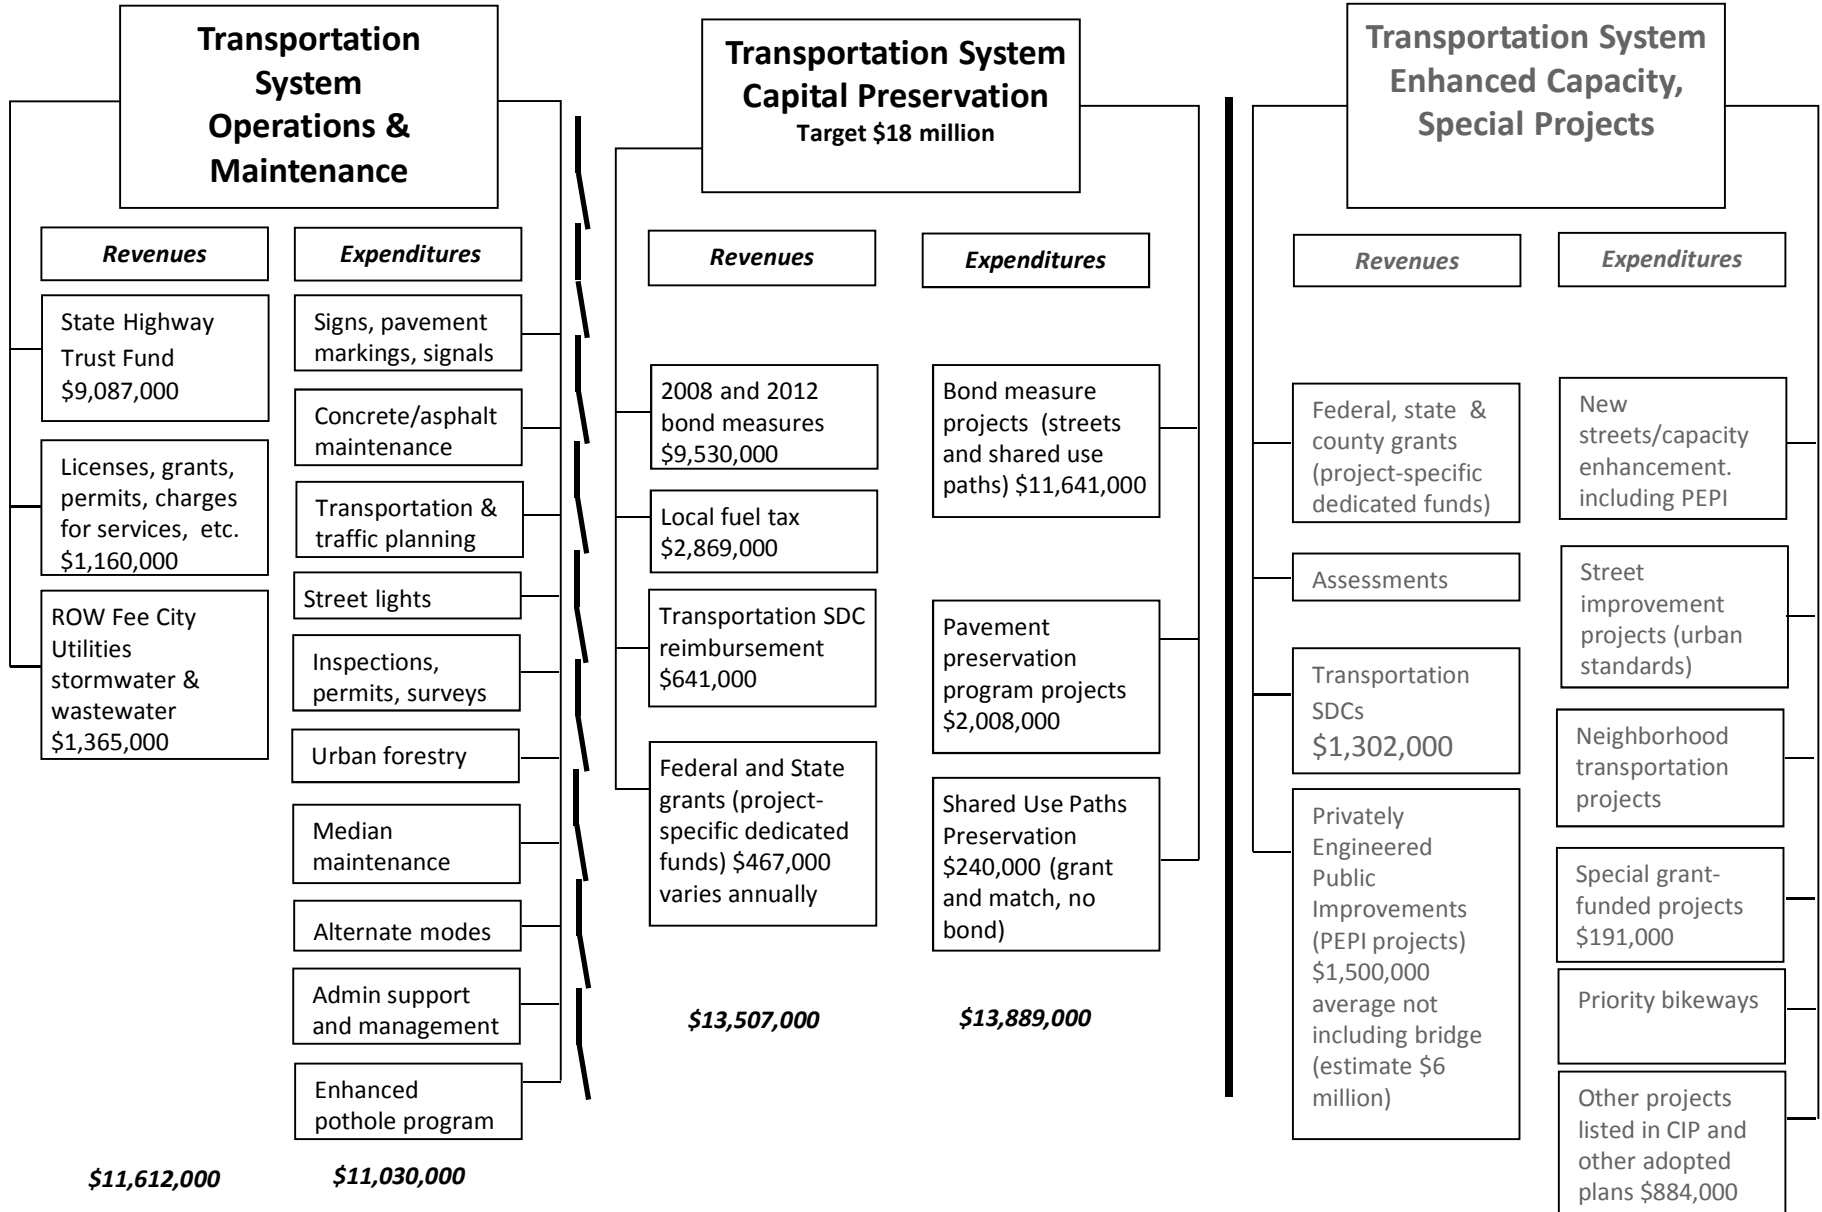 Transportation
System
Operations &
Maintenance
Revenues
State Highway
Trust Fund
$9,087,000
Licenses, grants,
permits, charges
for services, etc.
$1,160,000
ROW Fee City
Utilities
stormwater &
wastewater
$1,365,000
$11,612,000
Expenditures
Signs, pavement
markings, signals
Concrete/asphalt
maintenance
Transportation &
traffic planning
Street lights
Inspections,
permits, surveys
Urban forestry
Median
maintenance
Alternate modes
Admin support
and management
Enhanced
pothole program
$11,030,000
Transportation System
Capital Preservation
Target $18 million
Revenues
2008 and 2012
bond measures
$9,530,000
Local fuel tax
$2,869,000
Transportation SDC
reimbursement
$641,000
Federal and State
grants (project-
specific dedicated
funds) $467,000
varies annually
$13,507,000
Expenditures
Bond measure
projects (streets
and shared use
paths) $11,641,000
Pavement
preservation
program projects
$2,008,000
Shared Use Paths
Preservation
$240,000 (grant
and match, no
bond)
$13,889,000
Transportation System
Enhanced Capacity,
Special Projects
Revenues
Federal, state &
county grants
(project-specific
dedicated funds)
Assessments
Transportation
SDCs
$1,302,000
Privately
Engineered
Public
Improvements
(PEPI projects)
$1,500,000
average not
including bridge
(estimate $6
million)
Expenditures
New
streets/capacity
enhancement.
including PEPI
Street
improvement
projects (urban
standards)
Neighborhood
transportation
projects
Special grant-
funded projects
$191,000
Priority bikeways
Other projects
listed in CIP and
other adopted
plans $884,000